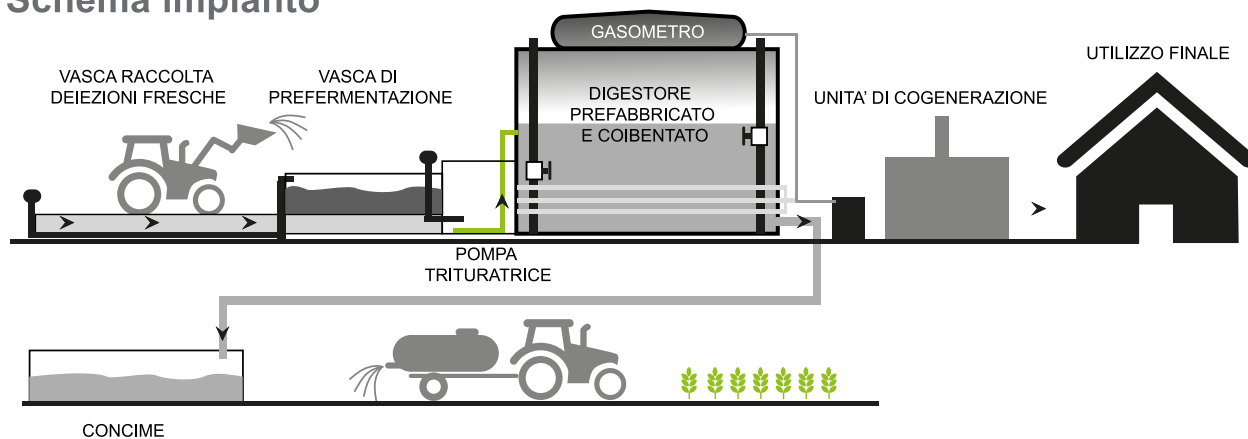 Schema impianto
GASOMETRO
VASCA RACCOLTA
DEIEZIONI FRESCHE
VASCA DI
PREFERMENTAZIONE
DIGESTORE
PREFABBRICATO
E COIBENTATO
UNITA' DI COGENERAZIONE
UTILIZZO FINALE
POMPA
TRITURATRICE
CONCIME